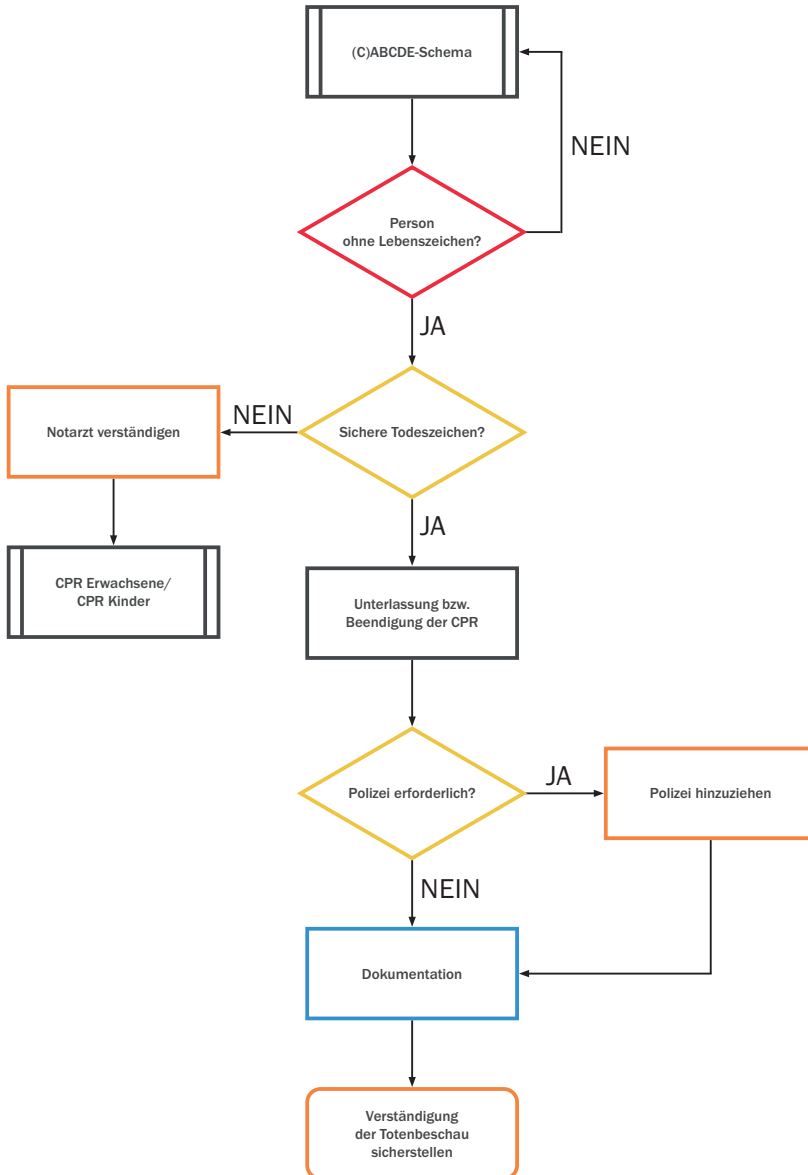 (C)ABCDE-Schema
NEIN
Person
ohne Lebenszeichen?
JA
NEIN
Notarzt verständigen
Sichere Todeszeichen?
JA
CPR Erwachsene/
CPR Kinder
Unterlassung bzw.
Beendigung der CPR
JA
Polizei erforderlich?
Polizei hinzuziehen
NEIN
Dokumentation
Verständigung
der Totenbeschau
sicherstellen